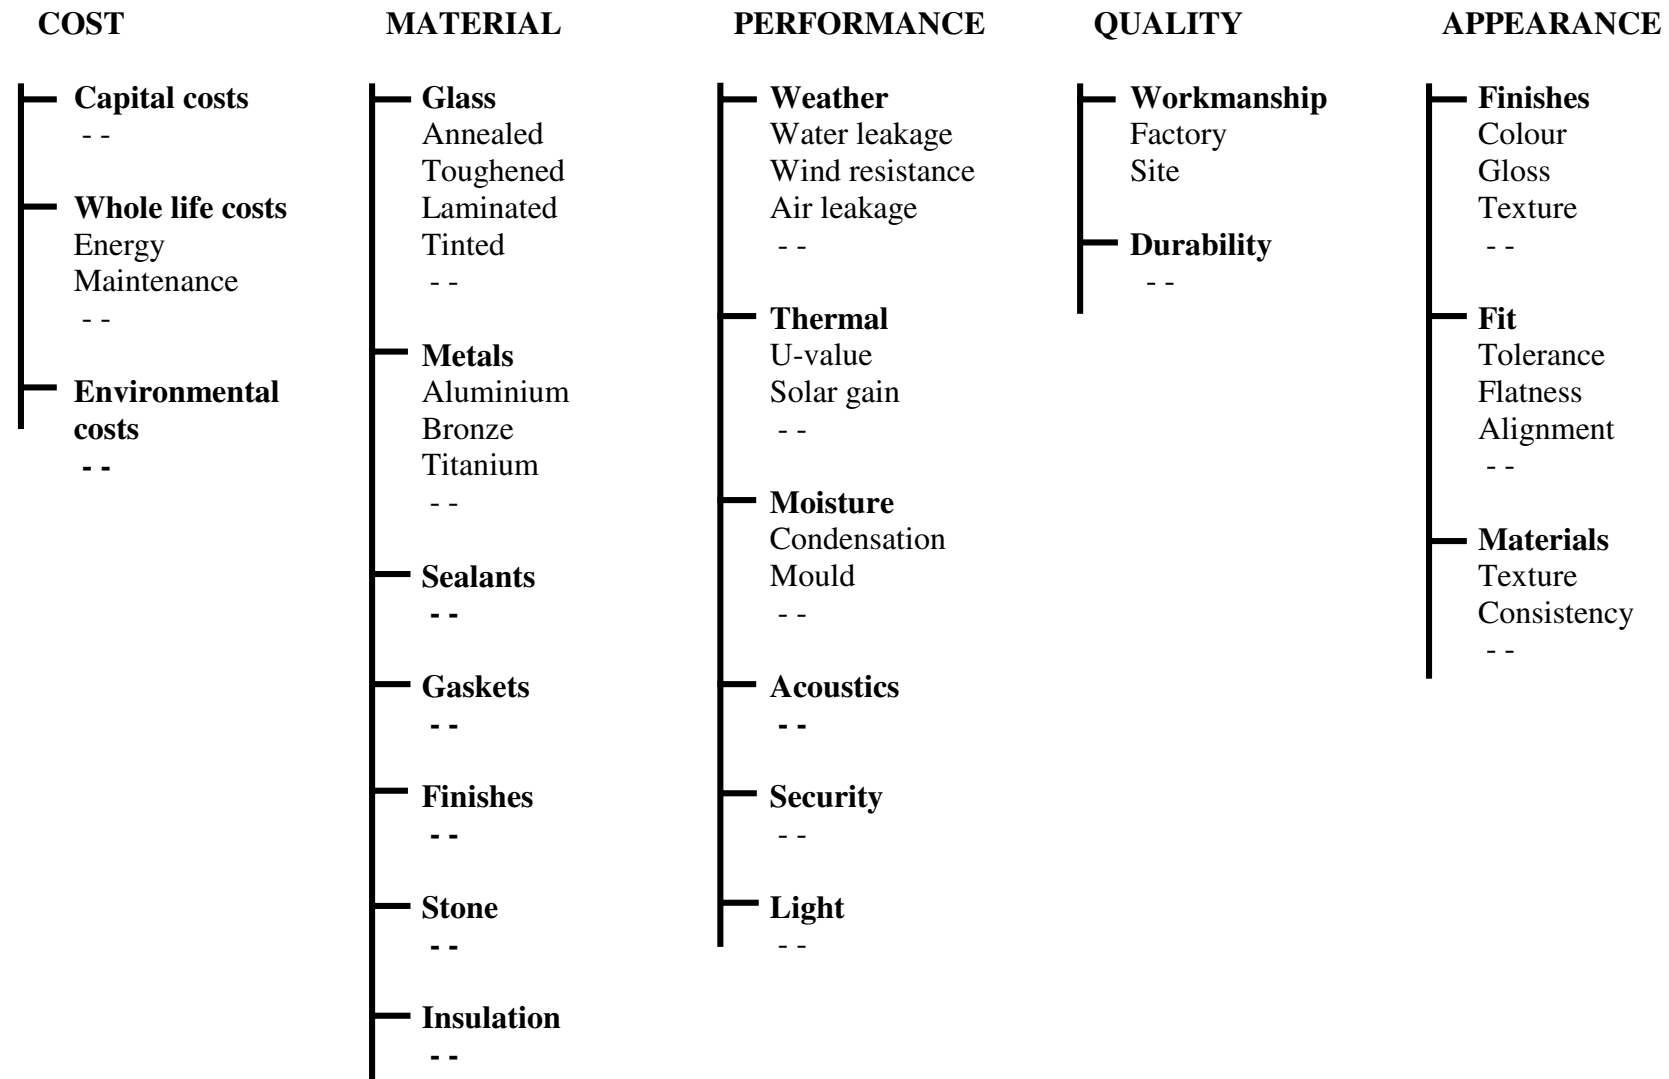 COST
Capital costs
- -
Whole life costs
Energy
Maintenance
- -
Environmental
costs
- -
MATERIAL
Glass
Annealed
Toughened
Laminated
Tinted
- -
Metals
Aluminium
Bronze
Titanium
- -
Sealants
- -
Gaskets
- -
Finishes
- -
Stone
- -
Insulation
- -
PERFORMANCE
Weather
Water leakage
Wind resistance
Air leakage
- -
Thermal
U-value
Solar gain
- -
Moisture
Condensation
Mould
- -
Acoustics
- -
Security
- -
Light
- -
QUALITY
Workmanship
Factory
Site
Durability
- -
APPEARANCE
Finishes
Colour
Gloss
Texture
- -
Fit
Tolerance
Flatness
Alignment
- -
Materials
Texture
Consistency
- -